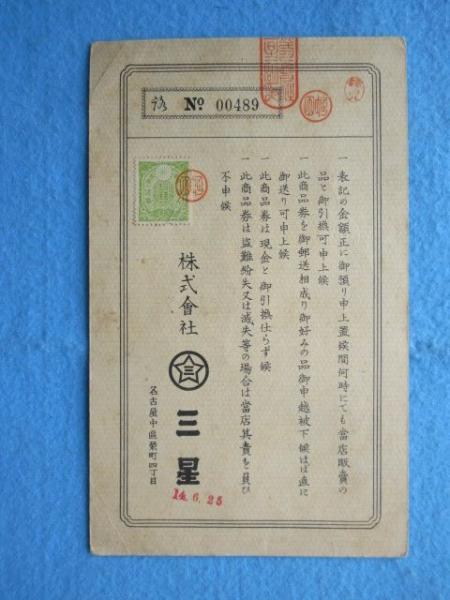 No 00489
一 表記の金額正に御預り申上置候間何時にても當店販賣の
品と御引換可申上候
一 此商品券を御郵送相成り御好みの品御申越被下候はば直に
御送り可申上候
一 此商品券は現金と御引換仕らず候
一 此商品券は盗難紛失又は滅失等の場合は當店其責を負ひ
不申候
株式會社
三星
名古屋中區榮町四丁目
14.6.25